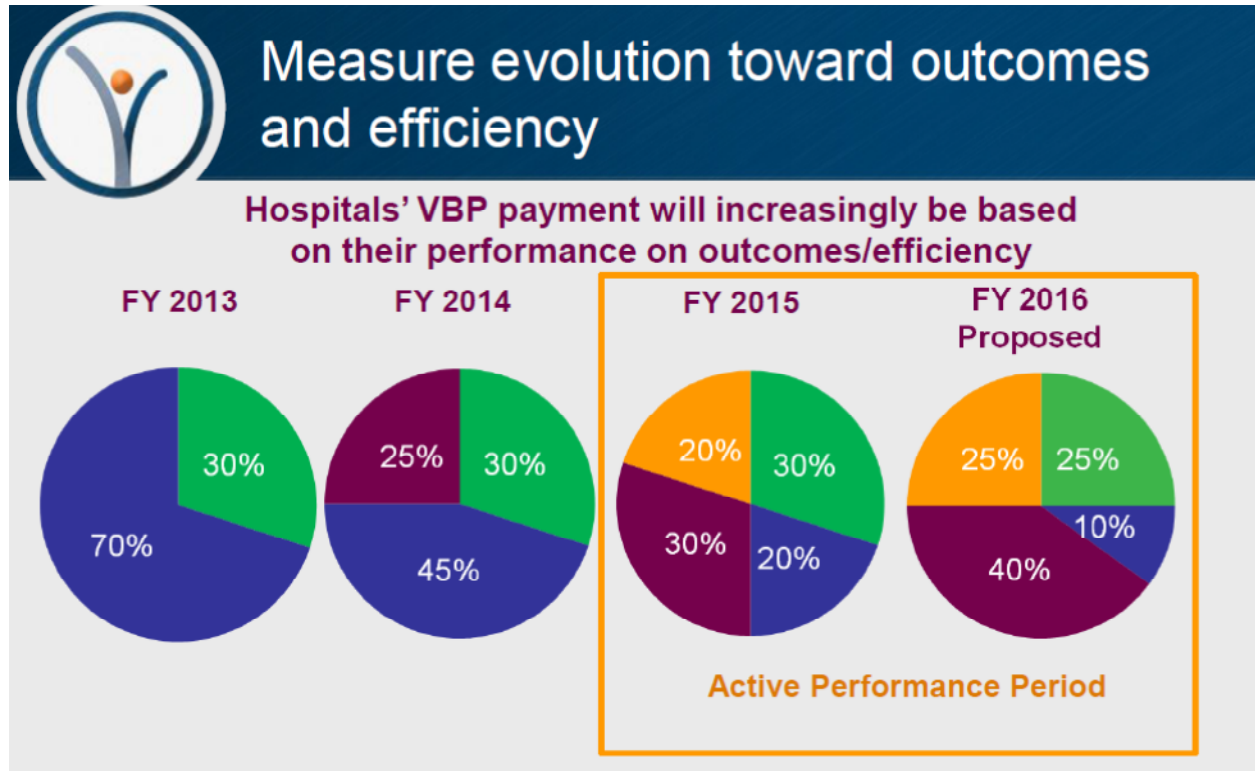 Measure evolution toward outcomes
and efficiency
Hospitals' VBP payment will increasingly be based
on their performance on outcomes/efficiency
FY 2013
30%
70%
FY 2014
25%
30%
45%
FY 2015
20%
30%
30%
20%
FY 2016
Proposed
25%
25%
10%
40%
Active Performance Period